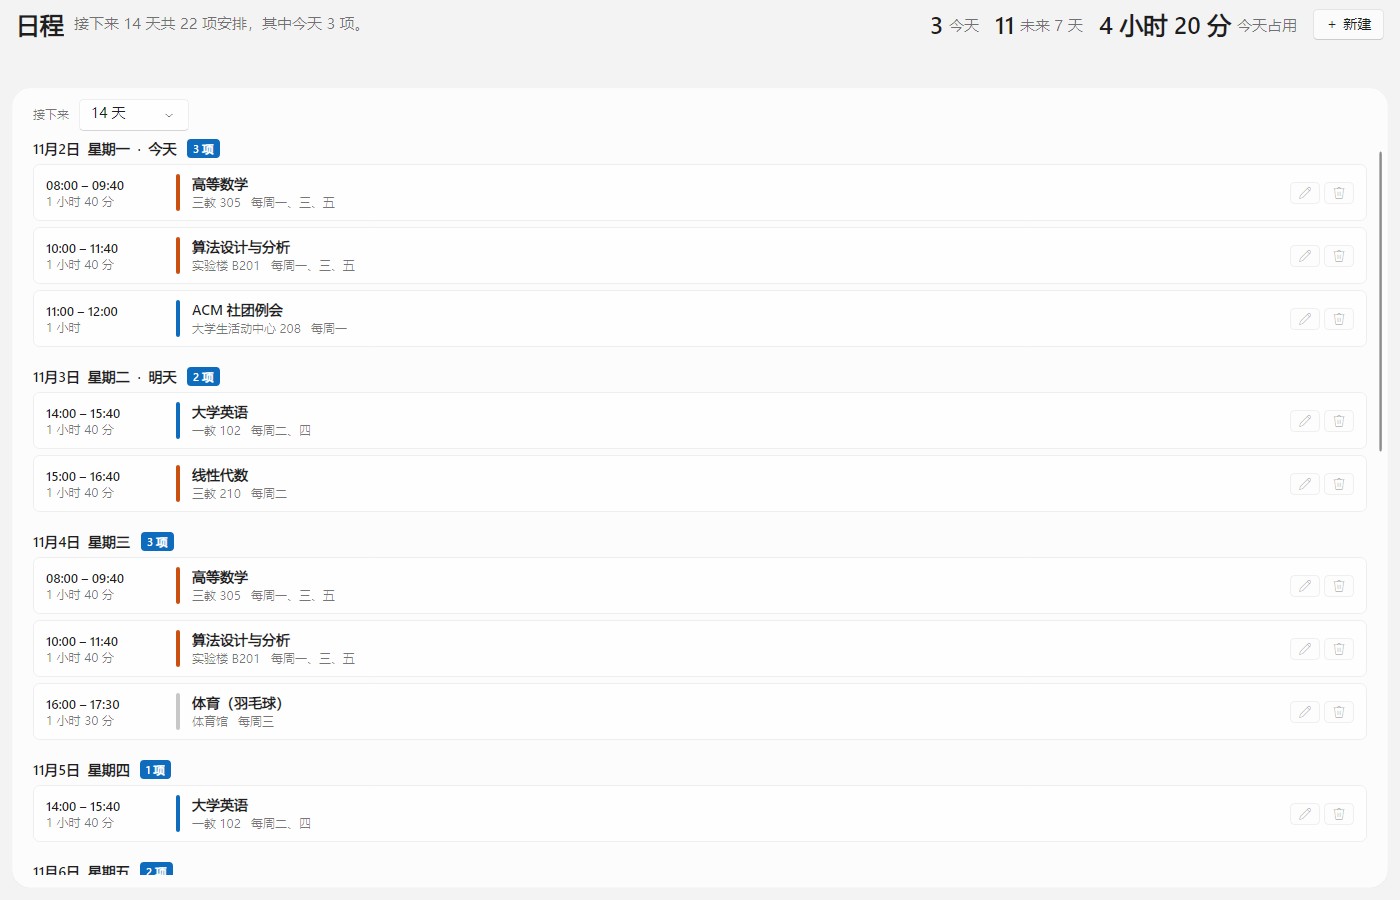 日程 接下来 14 天共 22 项安排，其中今天 3 项。 3 今天 11 未来 7 天 4 小时 20 分 今天占用 + 新建
接下来 14 天
11月2日 星期一 · 今天 3 项
08:00 – 09:40 高等数学
1 小时 40 分 三教 305 每周一、三、五
10:00 – 11:40 算法设计与分析
1 小时 40 分 实验楼 B201 每周一、三、五
11:00 – 12:00 ACM 社团例会
1 小时 大学生活动中心 208 每周一
11月3日 星期二 · 明天 2 项
14:00 – 15:40 大学英语
1 小时 40 分 一教 102 每周二、四
15:00 – 16:40 线性代数
1 小时 40 分 三教 210 每周二
11月4日 星期三 3 项
08:00 – 09:40 高等数学
1 小时 40 分 三教 305 每周一、三、五
10:00 – 11:40 算法设计与分析
1 小时 40 分 实验楼 B201 每周一、三、五
16:00 – 17:30 体育（羽毛球）
1 小时 30 分 体育馆 每周三
11月5日 星期四 1 项
14:00 – 15:40 大学英语
1 小时 40 分 一教 102 每周二、四
11月6日 星期五 2 项